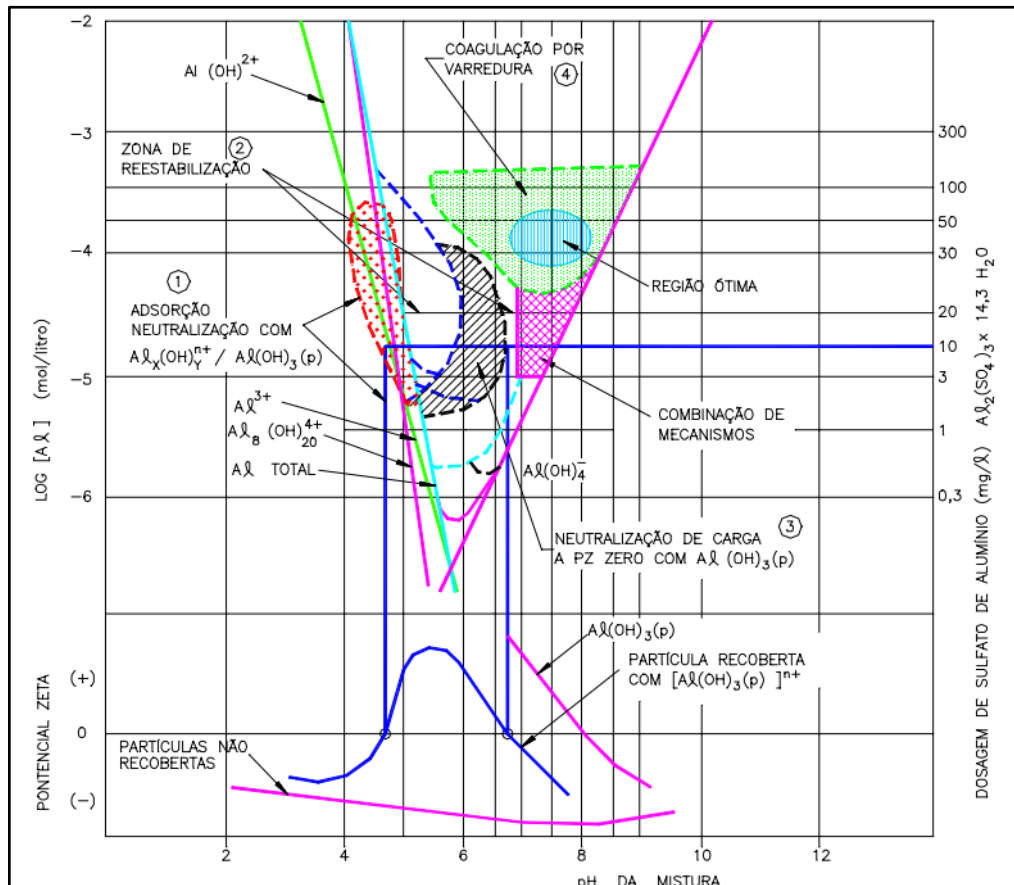 -2
-3
-4
-5
-6
LOG [Aℓ] (mol/litro)
Al (OH)²⁺
ZONA DE
REESTABILIZAÇÃO
2
1
ADSORÇÃO
NEUTRALIZAÇÃO COM
Aℓ_X(OH)_Y^n+ / Aℓ(OH)₃(p)
Aℓ³⁺
Aℓ₈ (OH)₂₀⁴⁺
Aℓ TOTAL
COAGULAÇÃO POR
VARREDURA
4
REGIÃO ÓTIMA
COMBINAÇÃO DE
MECANISMOS
Aℓ(OH)₄⁻
3
NEUTRALIZAÇÃO DE CARGA
A PZ ZERO COM Aℓ (OH)₃(p)
300
100
50
30
20
10
3
1
0,3
DOSAGEM DE SULFATO DE ALUMÍNIO (mg/ℓ) Aℓ₂(SO₄)₃x 14,3 H₂O
PONTENCIAL ZETA
(+)
0
(-)
Aℓ(OH)₃(p)
PARTÍCULA RECOBERTA
COM [Aℓ(OH)₃(p) ]ⁿ⁺
PARTÍCULAS NÃO
RECOBERTAS
2
4
6
8
10
12
pH DA MISTURA